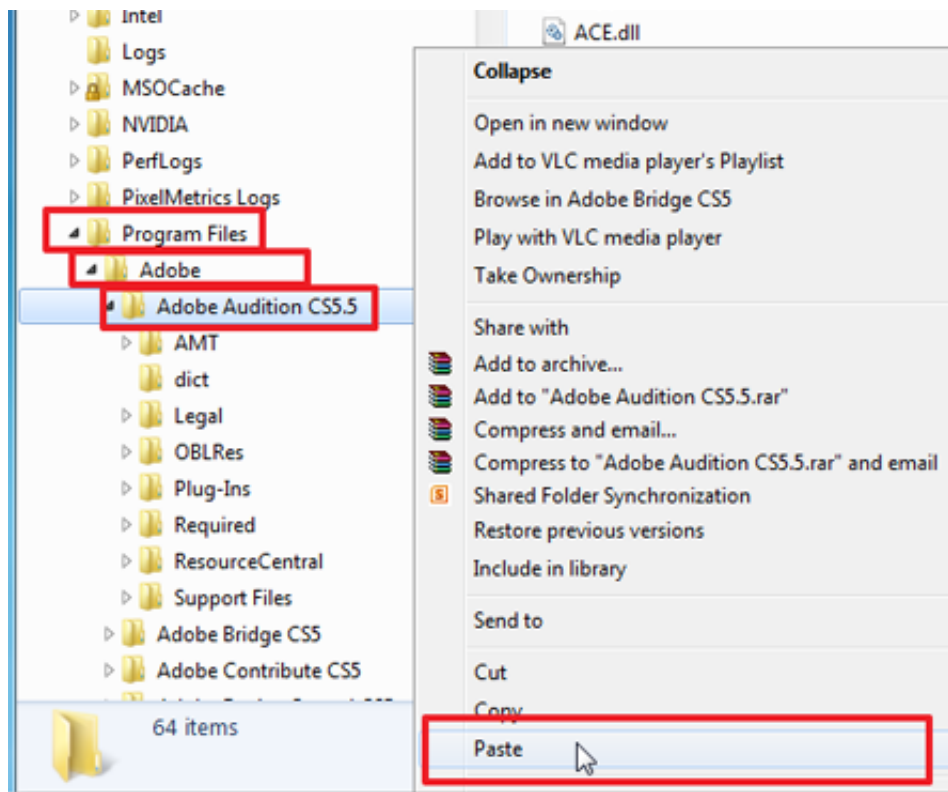 Intel
Logs
MSOCache
NVIDIA
PerfLogs
PixelMetrics Logs
Program Files
Adobe
Adobe Audition CS5.5
AMT
dict
Legal
OBLRes
Plug-Ins
Required
ResourceCentral
Support Files
Adobe Bridge CS5
Adobe Contribute CS5
64 items
ACE.dll
Collapse
Open in new window
Add to VLC media player's Playlist
Browse in Adobe Bridge CS5
Play with VLC media player
Take Ownership
Share with
Add to archive...
Add to "Adobe Audition CS5.5.rar"
Compress and email...
Compress to "Adobe Audition CS5.5.rar" and email
Shared Folder Synchronization
Restore previous versions
Include in library
Send to
Cut
Copy
Paste